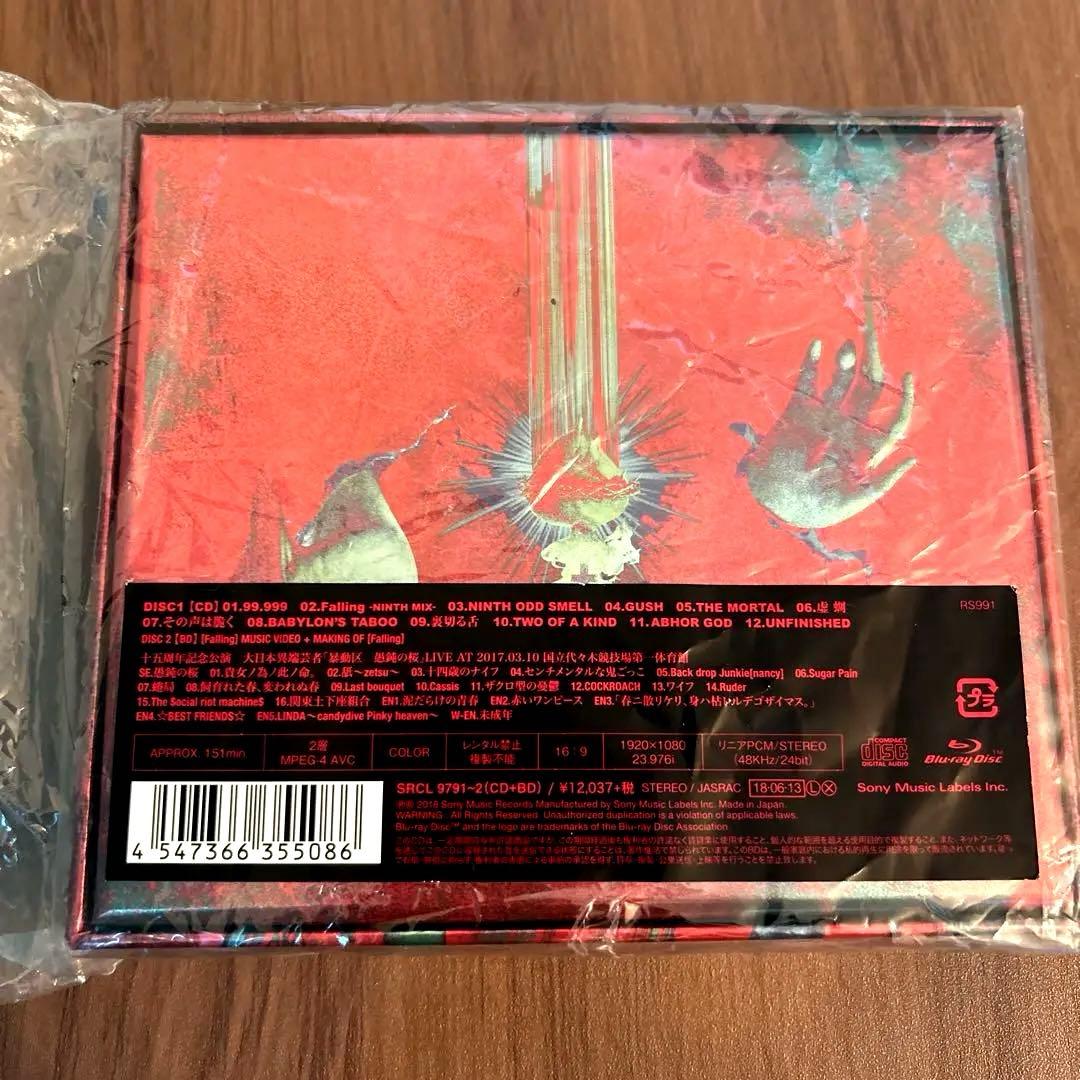 DISC1【CD】01.99.999 02.Falling -NINTH MIX- 03.NINTH ODD SMELL 04.GUSH 05.THE MORTAL 06.虚 蜩
RS991
07.その声は脆く 08.BABYLON'S TABOO 09.裏切る舌 10.TWO OF A KIND 11.ABHOR GOD 12.UNFINISHED
DISC 2【BD】[Falling] MUSIC VIDEO + MAKING OF [Falling]
十五周年記念公演 大日本異端芸者「暴動区 愚鈍の桜」LIVE AT 2017.03.10 国立代々木競技場第一体育館
SE.愚鈍の桜 01.貴女ノ為ノ此ノ命。 02.舐〜zetsu〜 03.十四歳のナイフ 04.センチメンタルな鬼ごっこ 05.Back drop Junkie[nancy] 06.Sugar Pain
07.蜷局 08.飼育れた春、変われぬ春 09.Last bouquet 10.Cassis 11.ザクロ型の憂鬱 12.COCKROACH 13.ワイフ 14.Ruder
15.The $ocial riot machine$ 16.関東土下座組合 EN1.泥だらけの青春 EN2.赤いワンピース EN3.「春ニ散リケリ、身ハ枯レルデゴザイマス。」
EN4.☆BEST FRIENDS☆ EN5.LINDA〜candydive Pinky heaven〜 W-EN.未成年
APPROX. 151min 2層 MPEG-4 AVC COLOR レンタル禁止 複製不能 16:9 1920×1080 23.976i リニアPCM/STEREO (48KHz/24bit)
COMPACT disc DIGITAL AUDIO
Blu-ray Disc™
SRCL 9791~2(CD+BD) / ¥12,037+税 STEREO / JASRAC 18·06·13 Ⓛ Ⓧ Sony Music Labels Inc.
2018 Sony Music Records Manufactured by Sony Music Labels Inc. Made in Japan.
WARNING : All Rights Reserved. Unauthorized duplication is a violation of applicable laws.
Blu-ray Disc™ and the logo are trademarks of the Blu-ray Disc Association
4 547366 355086